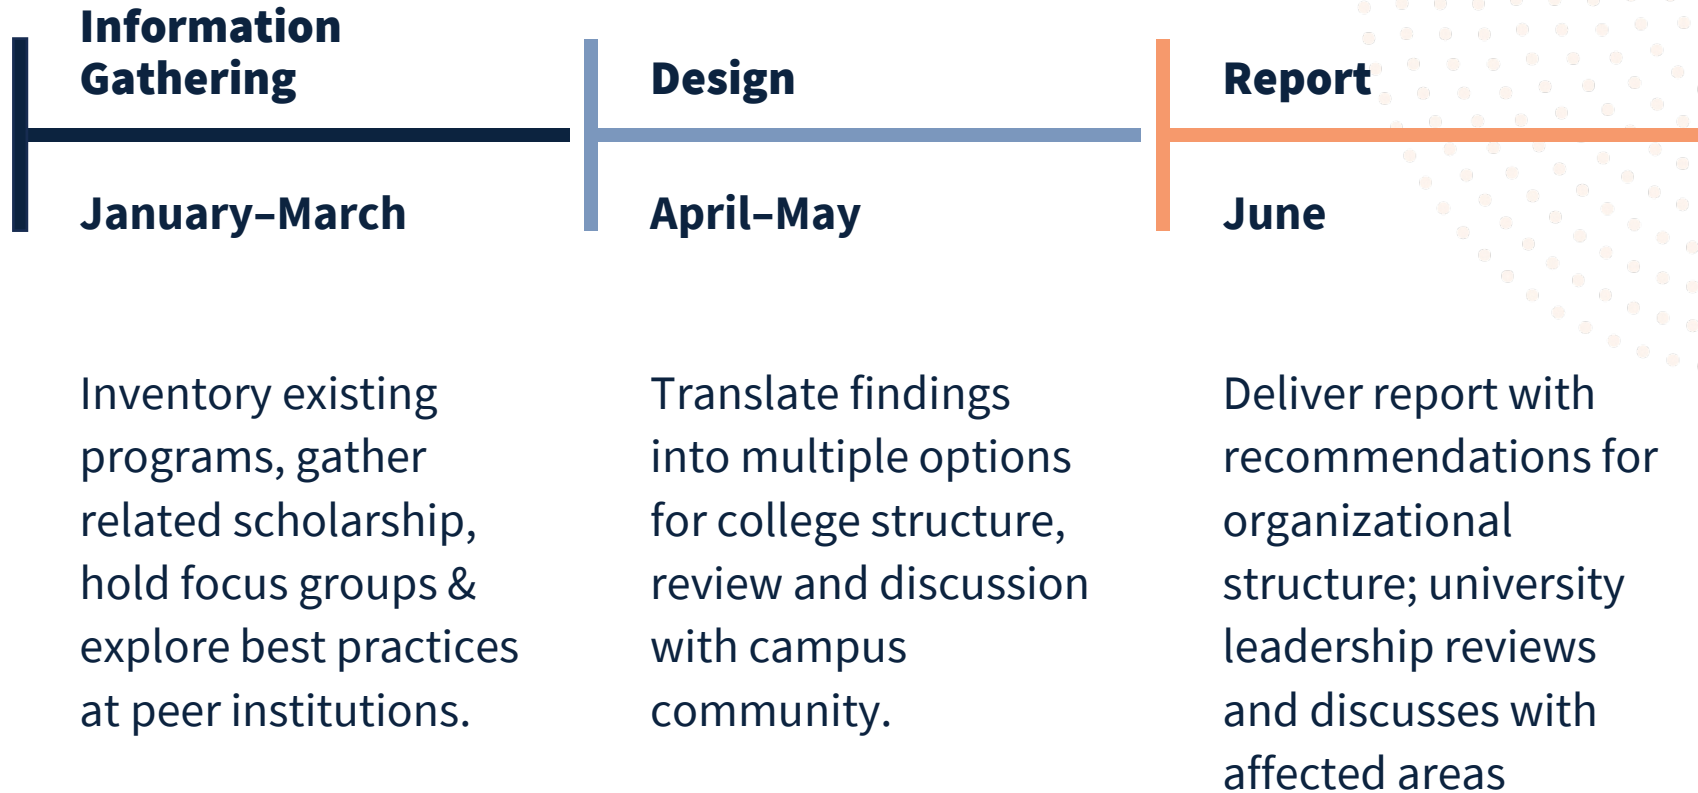 Information
Gathering
January–March
Inventory existing
programs, gather
related scholarship,
hold focus groups &
explore best practices
at peer institutions.
Design
April–May
Translate findings
into multiple options
for college structure,
review and discussion
with campus
community.
Report
June
Deliver report with
recommendations for
organizational
structure; university
leadership reviews
and discusses with
affected areas